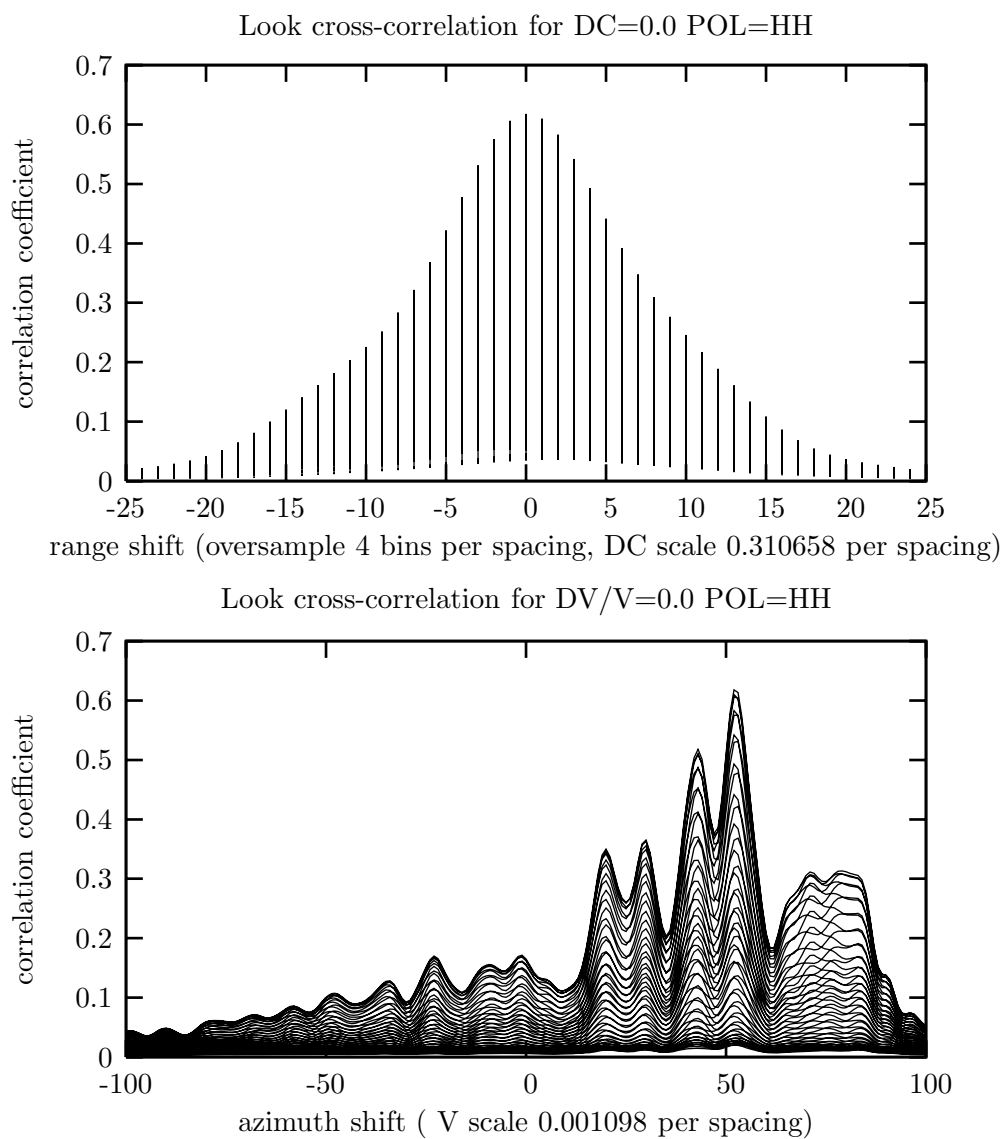 Look cross-correlation for DC=0.0 POL=HH
correlation coefficient
0.7
0.6
0.5
0.4
0.3
0.2
0.1
0
-25 -20 -15 -10 -5 0 5 10 15 20 25
range shift (oversample 4 bins per spacing, DC scale 0.310658 per spacing)
Look cross-correlation for DV/V=0.0 POL=HH
correlation coefficient
0.7
0.6
0.5
0.4
0.3
0.2
0.1
0
-100 -50 0 50 100
azimuth shift ( V scale 0.001098 per spacing)